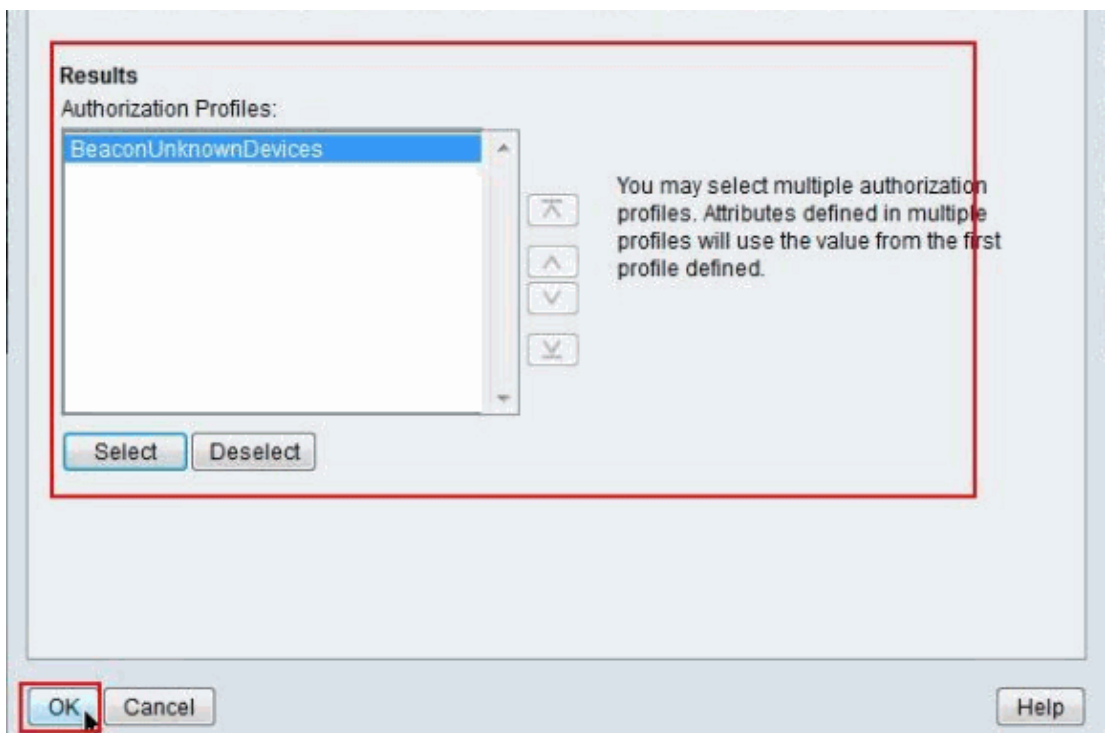 Results
Authorization Profiles:
BeaconUnknownDevices
You may select multiple authorization
profiles. Attributes defined in multiple
profiles will use the value from the first
profile defined.
Select Deselect
OK Cancel Help